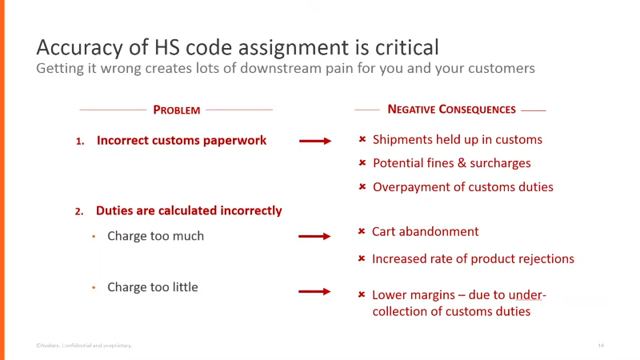 Accuracy of HS code assignment is critical
Getting it wrong creates lots of downstream pain for you and your customers
PROBLEM
NEGATIVE CONSEQUENCES
1. Incorrect customs paperwork
× Shipments held up in customs
× Potential fines & surcharges
× Overpayment of customs duties
2. Duties are calculated incorrectly
• Charge too much
× Cart abandonment
× Increased rate of product rejections
• Charge too little
× Lower margins – due to under-
collection of customs duties
confidential and proprietary.